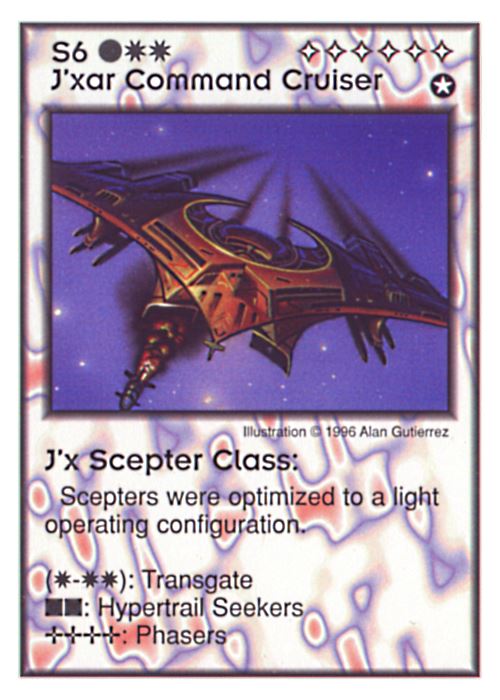 S6
J'xar Command Cruiser
Illustration © 1996 Alan Gutierrez
J'x Scepter Class:
Scepters were optimized to a light
operating configuration.
(✷-✷✷): Transgate
■■: Hypertrail Seekers
✢✢✢✢: Phasers